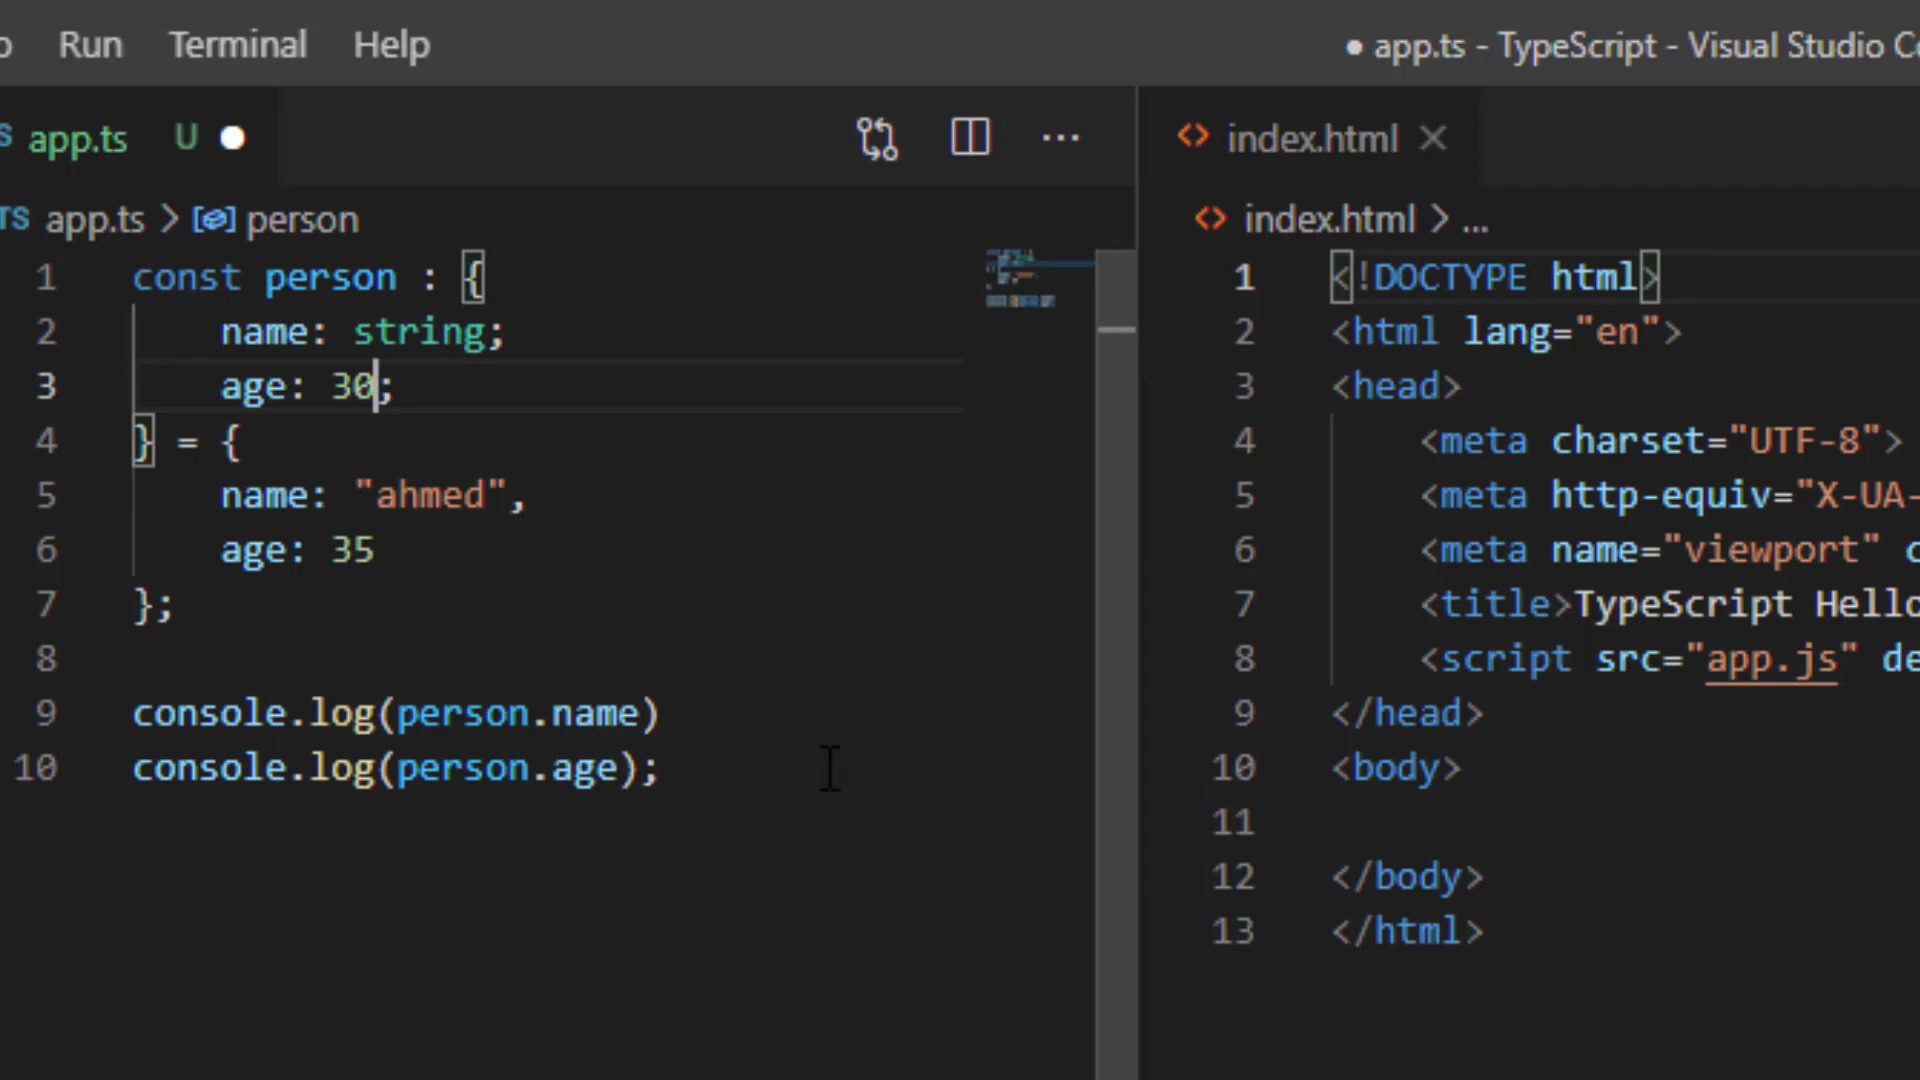 Run Terminal Help
● app.ts - TypeScript - Visual Studio
app.ts U
index.html
TS app.ts > person
1 const person : {
2 name: string;
3 age: 30;
4 } = {
5 name: "ahmed",
6 age: 35
7 };
8
9 console.log(person.name)
10 console.log(person.age);
index.html > ...
1 <!DOCTYPE html>
2 <html lang="en">
3 <head>
4 <meta charset="UTF-8">
5 <meta http-equiv="X-UA-
6 <meta name="viewport" c
7 <title>TypeScript Hello
8 <script src="app.js" de
9 </head>
10 <body>
11
12 </body>
13 </html>